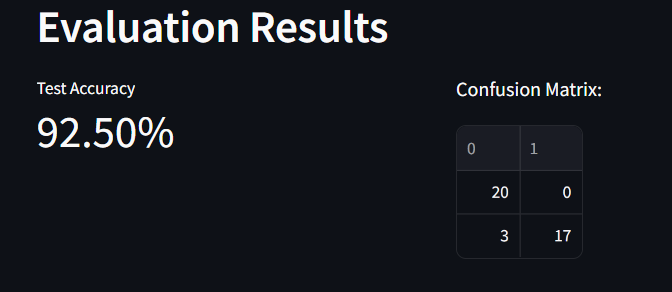 Evaluation Results
Test Accuracy
92.50%
Confusion Matrix:
0 1
20 0
3 17